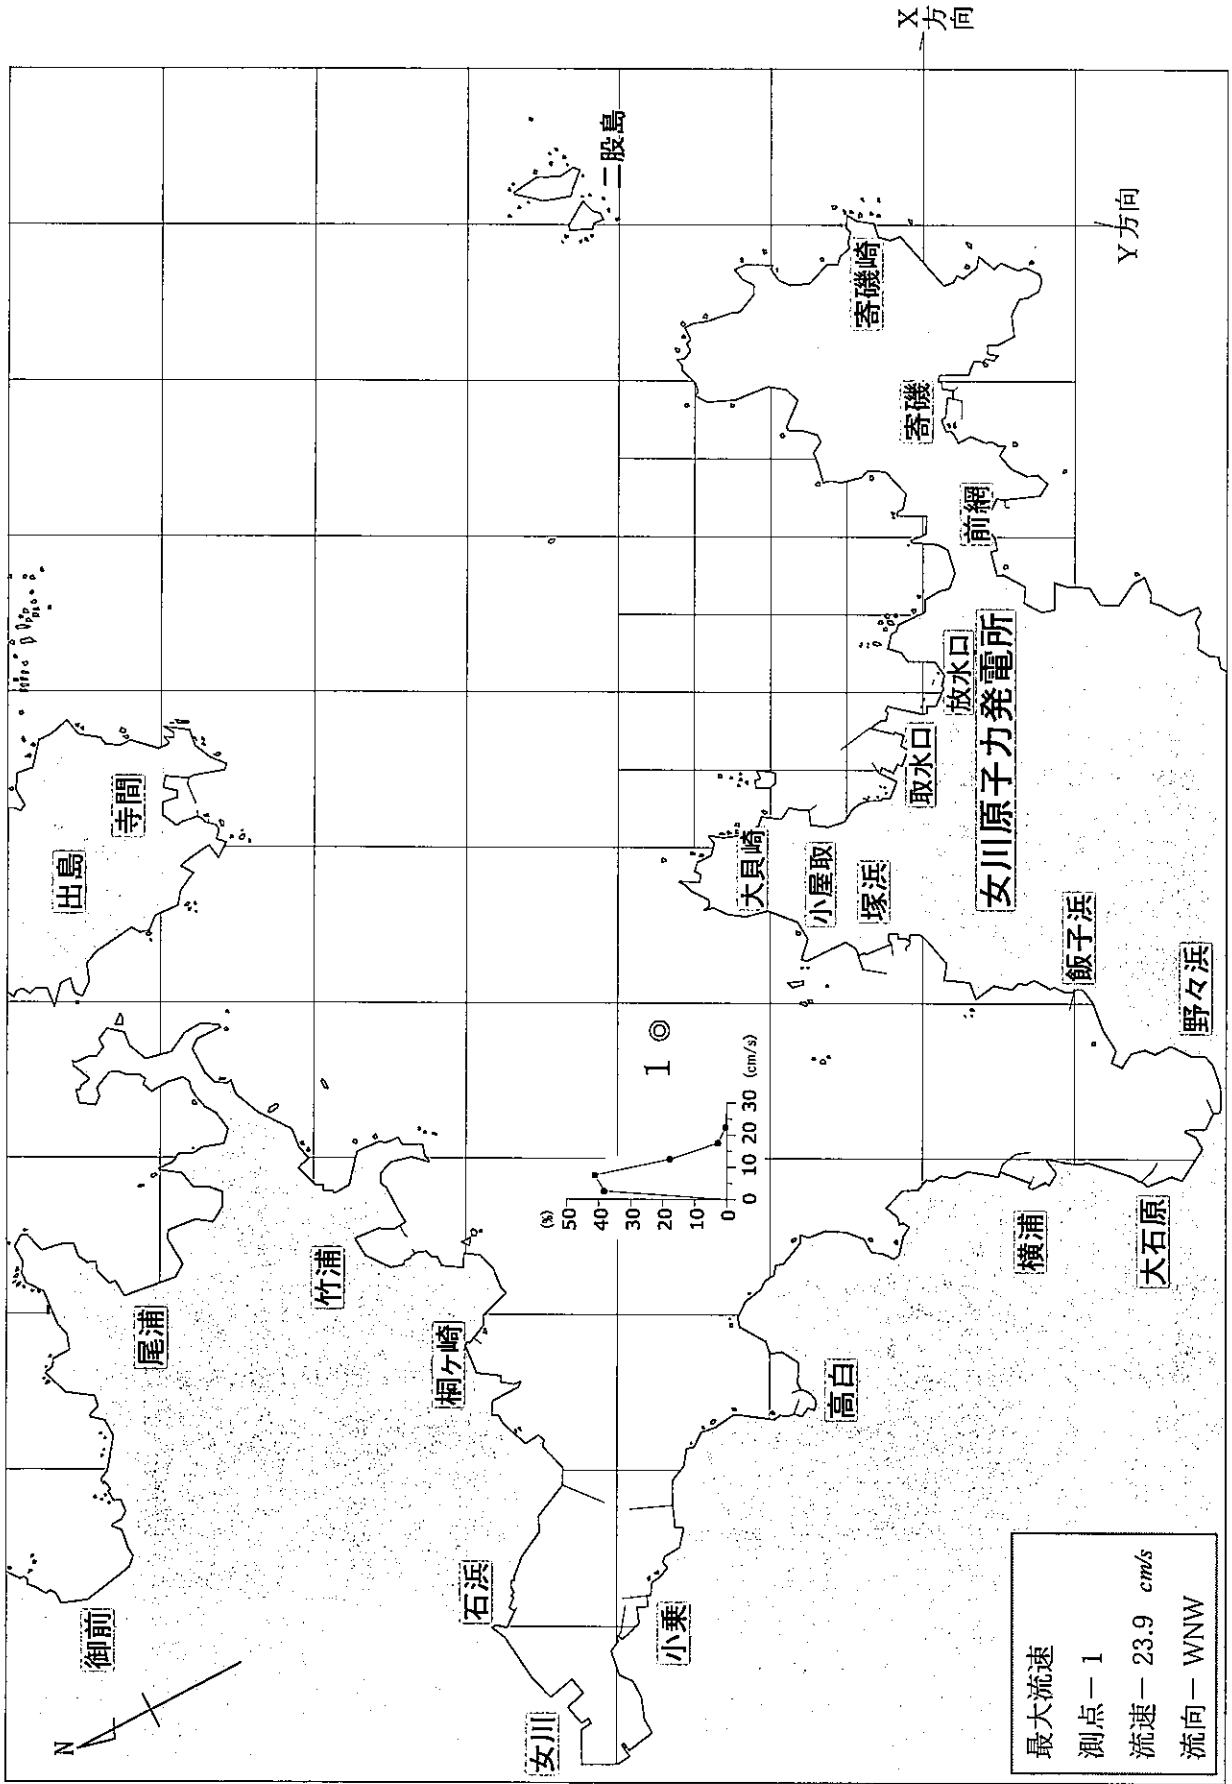 N
御前
尾浦
出島
寺間
竹浦
桐ケ崎
石浜
女川
小乗
高白
横浦
大石原
野々浜
飯子浜
塚浜
小屋取
大貝崎
取水口
放水口
女川原子力発電所
前網
寄磯
寄磯崎
二股島
X
方向
Y方向
1
(%)
50
40
30
20
10
0
0 10 20 30 (cm/s)
最大流速
測点－1
流速－23.9 cm/s
流向－WNW